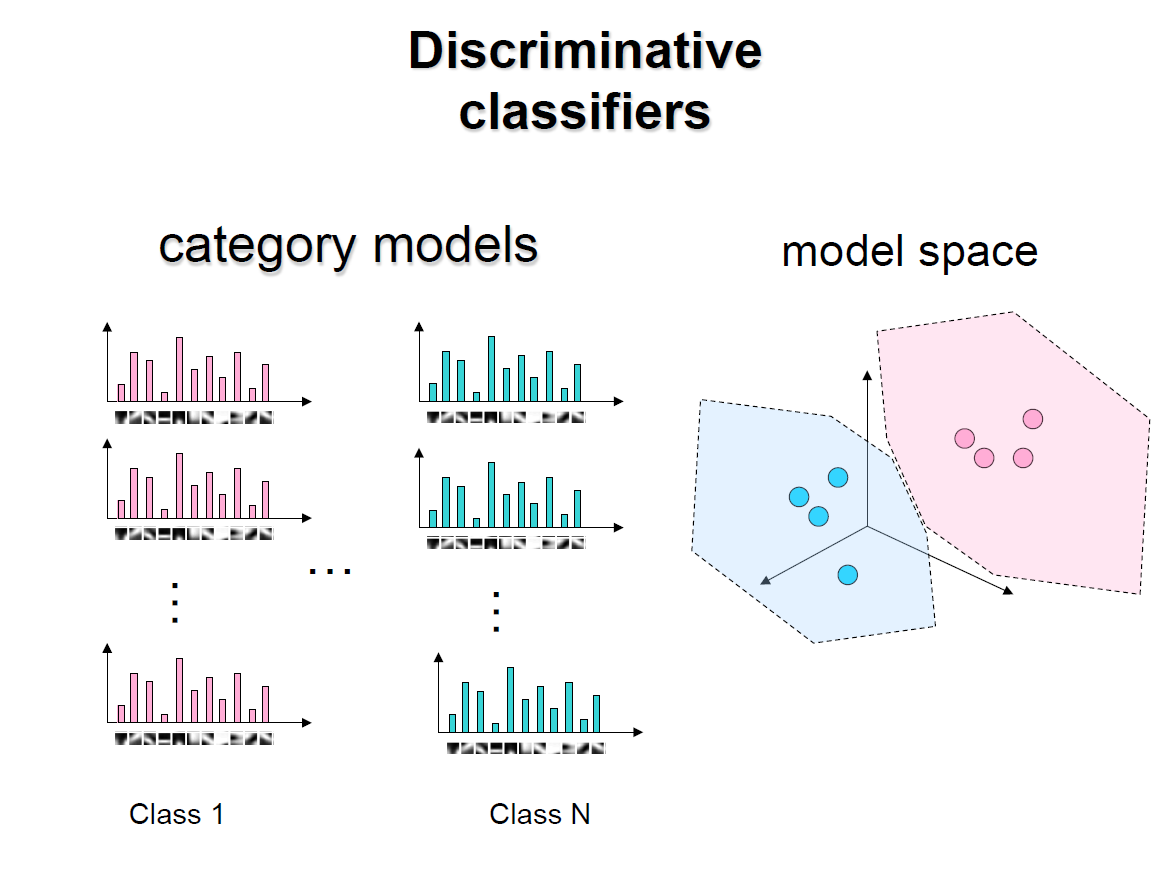 Discriminative
classifiers
category models
model space
...
Class 1
Class N